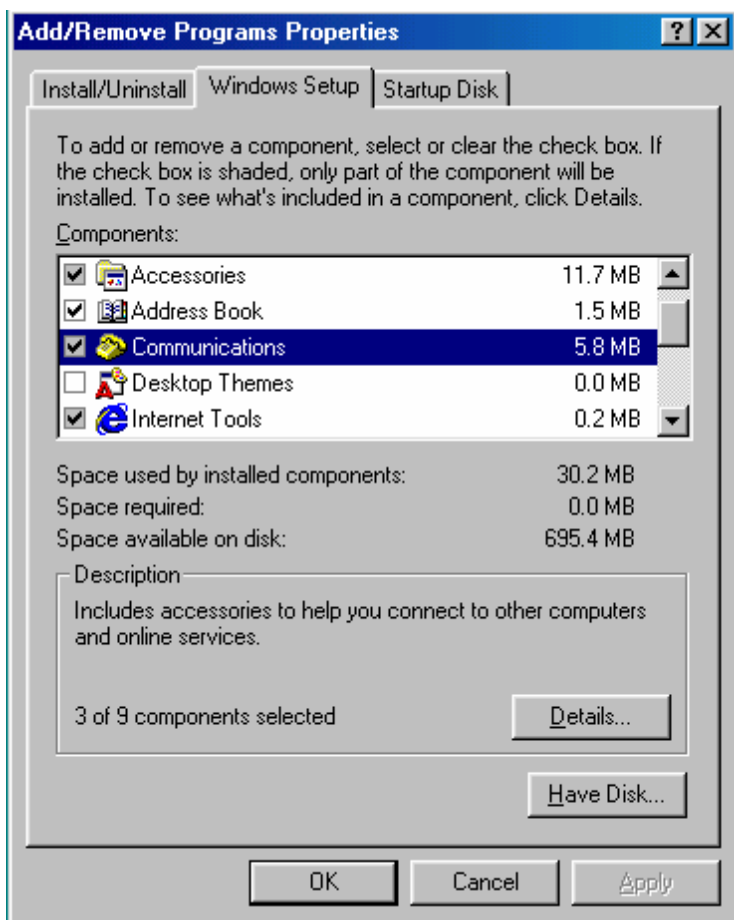 Add/Remove Programs Properties
Install/Uninstall Windows Setup Startup Disk
To add or remove a component, select or clear the check box. If
the check box is shaded, only part of the component will be
installed. To see what's included in a component, click Details.
Components:
Accessories 11.7 MB
Address Book 1.5 MB
Communications 5.8 MB
Desktop Themes 0.0 MB
Internet Tools 0.2 MB
Space used by installed components: 30.2 MB
Space required: 0.0 MB
Space available on disk: 695.4 MB
Description
Includes accessories to help you connect to other computers
and online services.
3 of 9 components selected Details...
Have Disk...
OK Cancel Apply